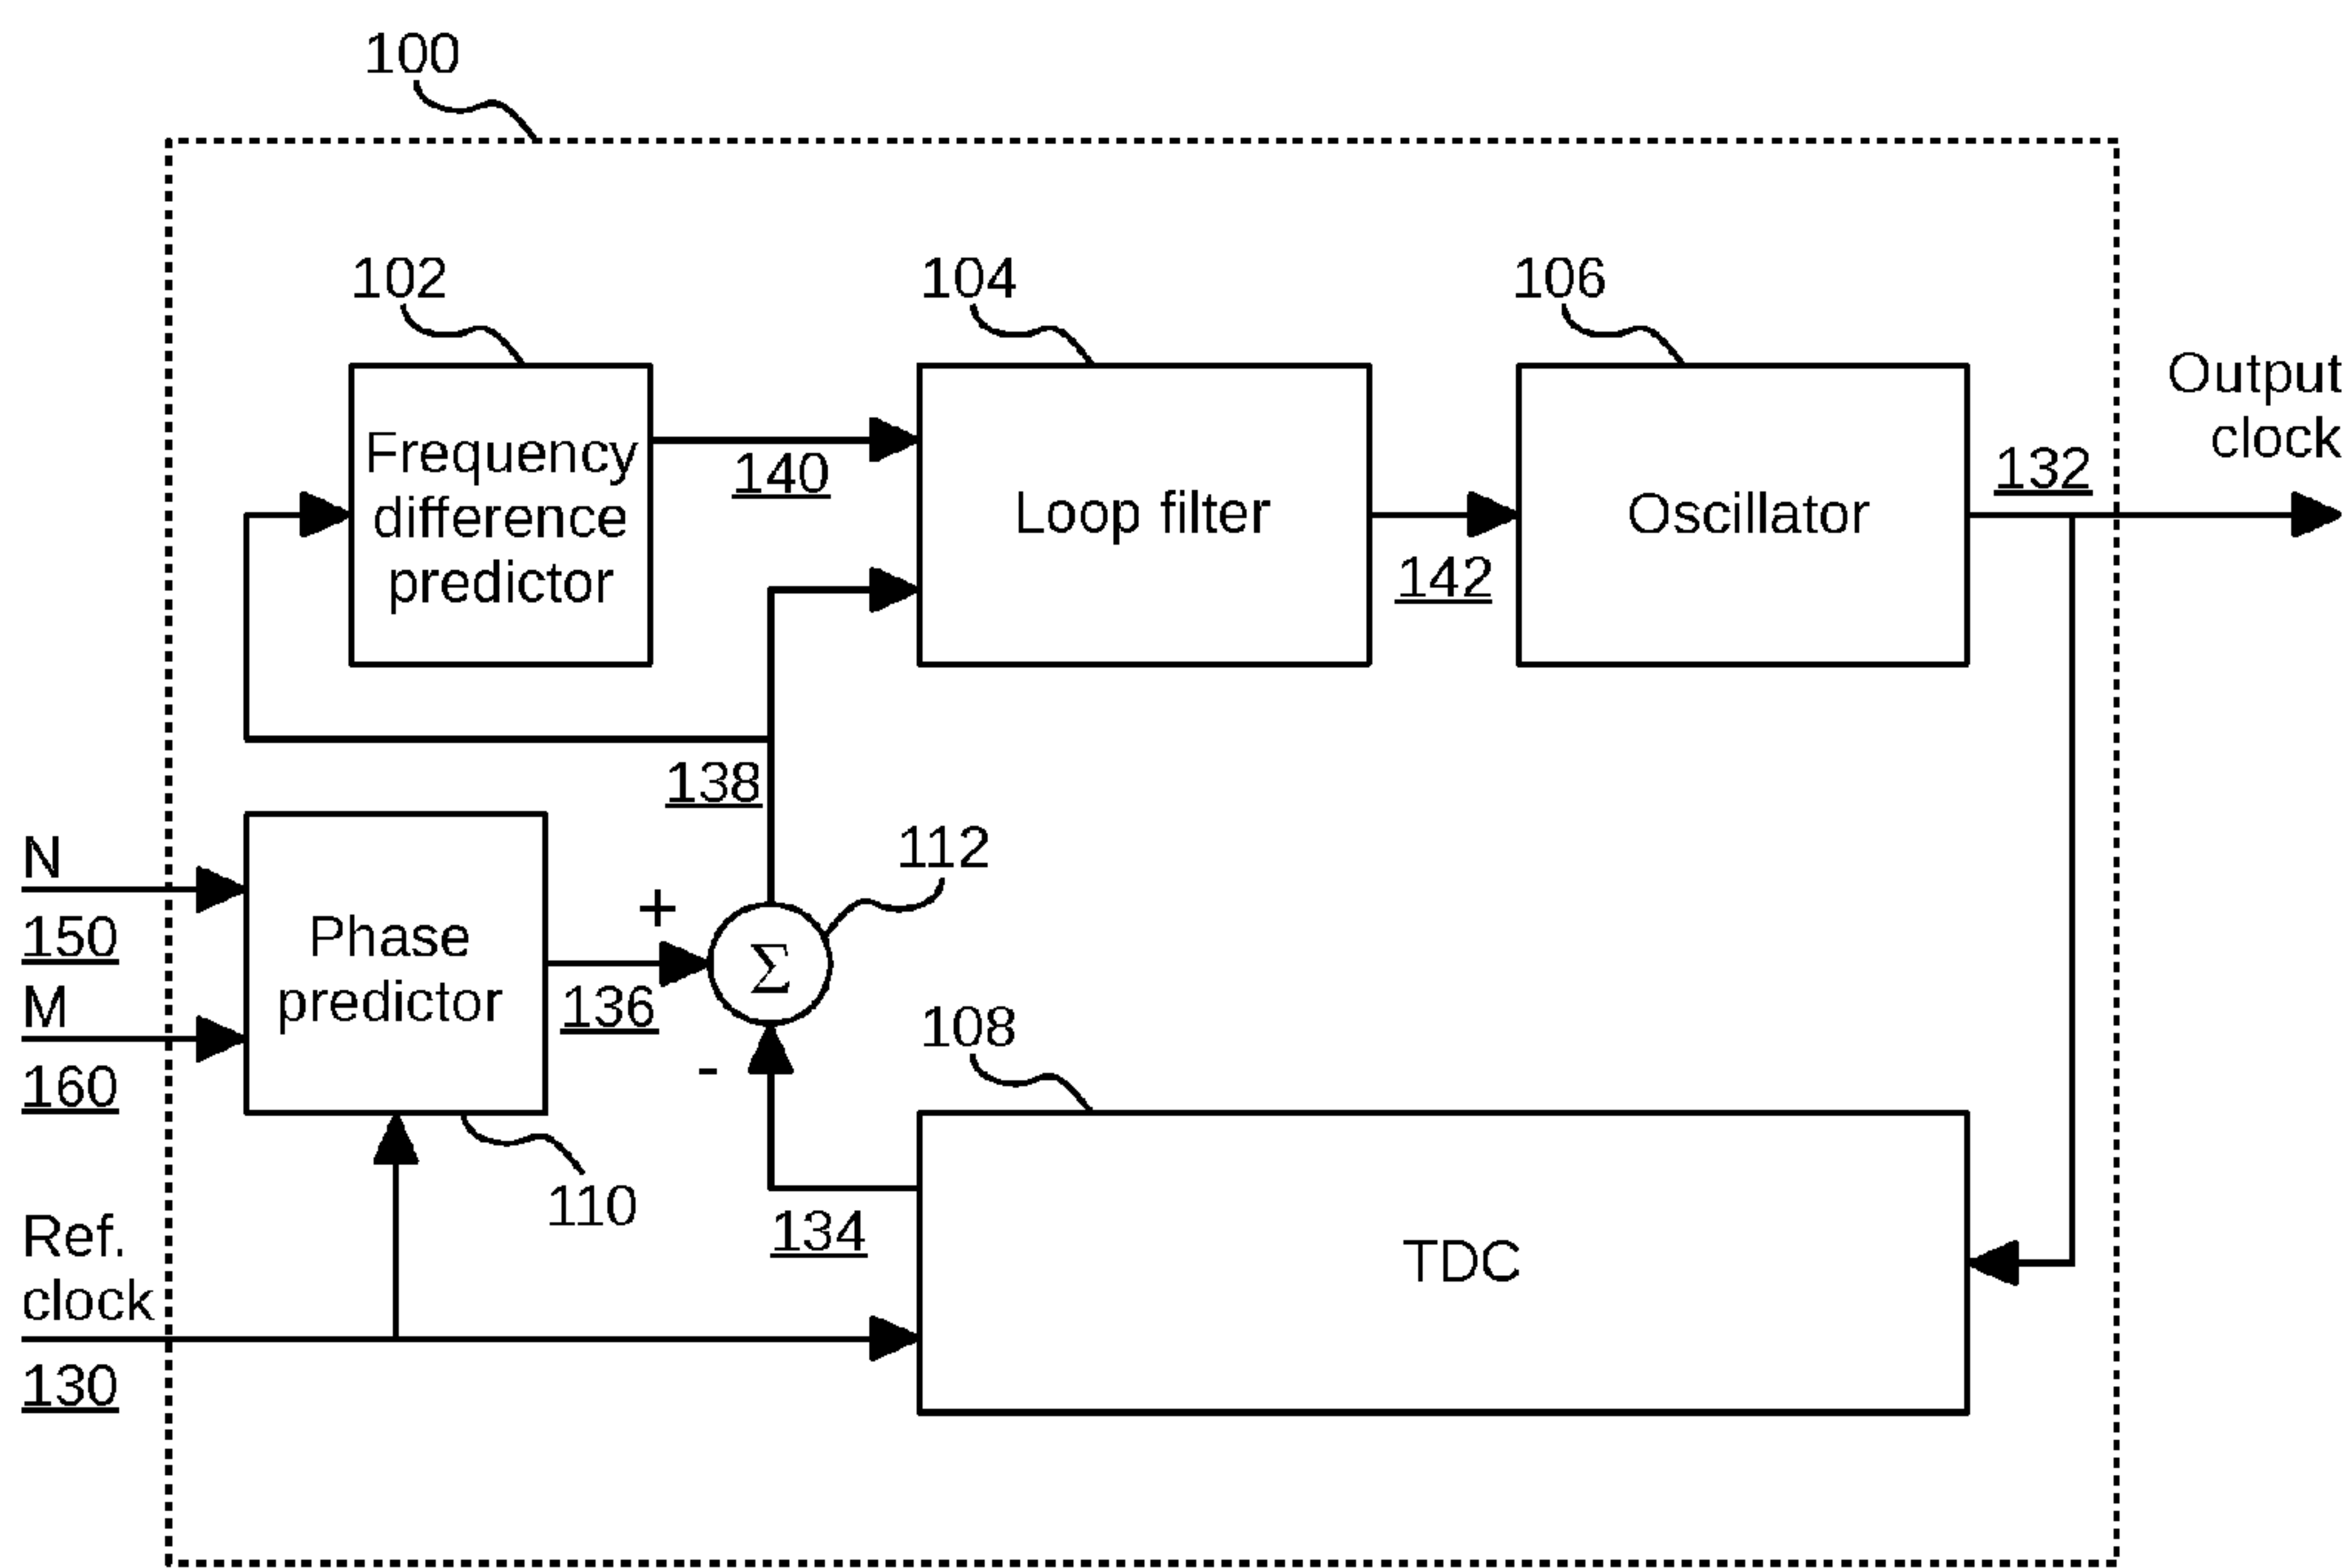 100
102
104
106
Output
clock
132
Frequency
difference
predictor
140
Loop filter
142
Oscillator
138
112
N
150
M
160
Phase
predictor
+
136
Σ
-
108
110
134
TDC
Ref.
clock
130